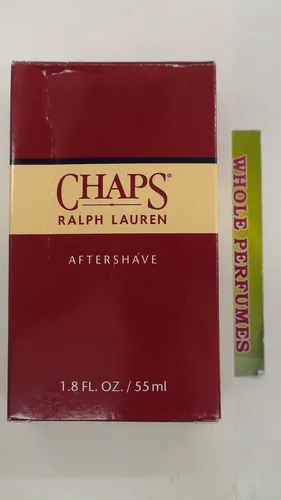 CHAPS®
RALPH LAUREN
AFTERSHAVE
1.8 FL. OZ. / 55 ml
WHOLE PERFUMES